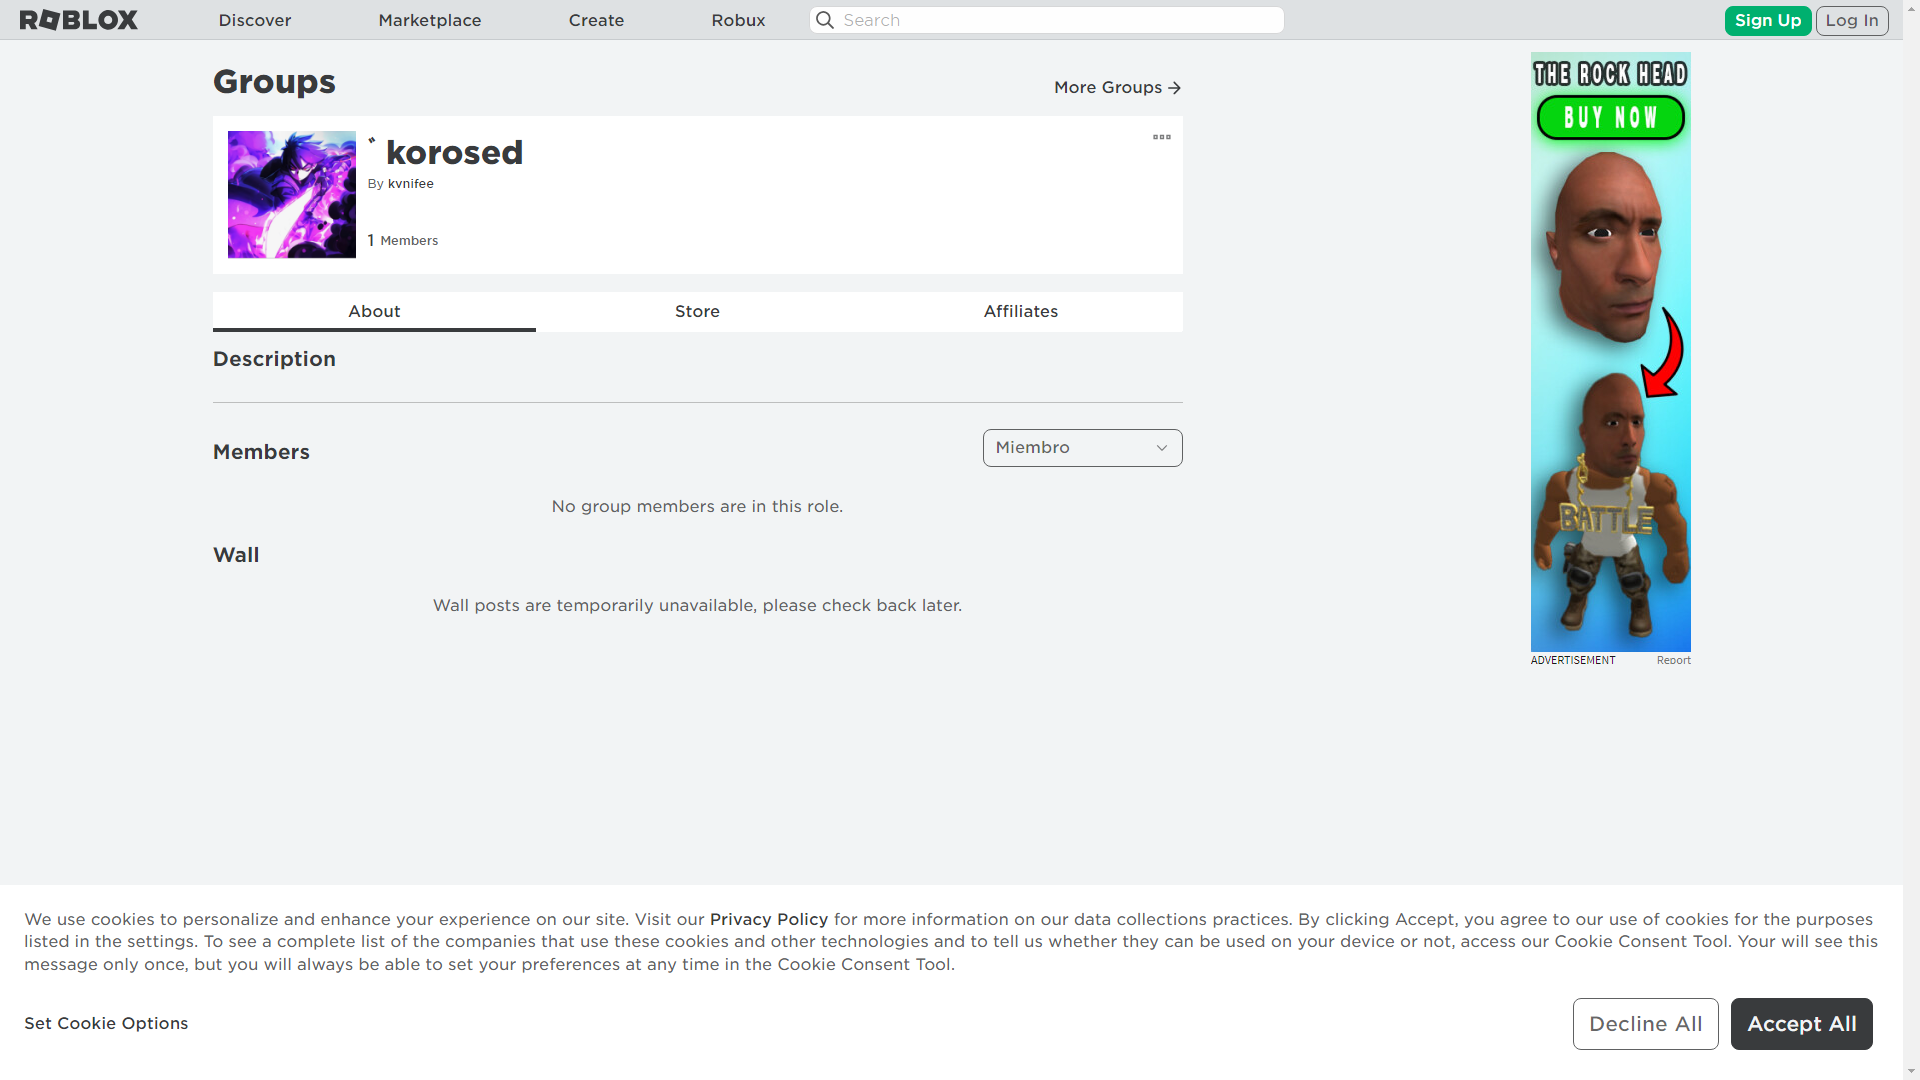 ROBLOX
Discover
Marketplace
Create
Robux
Search
Sign Up
Log In
Groups
More Groups
korosed
By kvnifee
1 Members
About
Store
Affiliates
Description
Members
Miembro
No group members are in this role.
Wall
Wall posts are temporarily unavailable, please check back later.
THE ROCK HEAD
BUY NOW
BATTLE
ADVERTISEMENT
Report
We use cookies to personalize and enhance your experience on our site. Visit our Privacy Policy for more information on our data collections practices. By clicking Accept, you agree to our use of cookies for the purposes
listed in the settings. To see a complete list of the companies that use these cookies and other technologies and to tell us whether they can be used on your device or not, access our Cookie Consent Tool. Your will see this
message only once, but you will always be able to set your preferences at any time in the Cookie Consent Tool.
Set Cookie Options
Decline All
Accept All